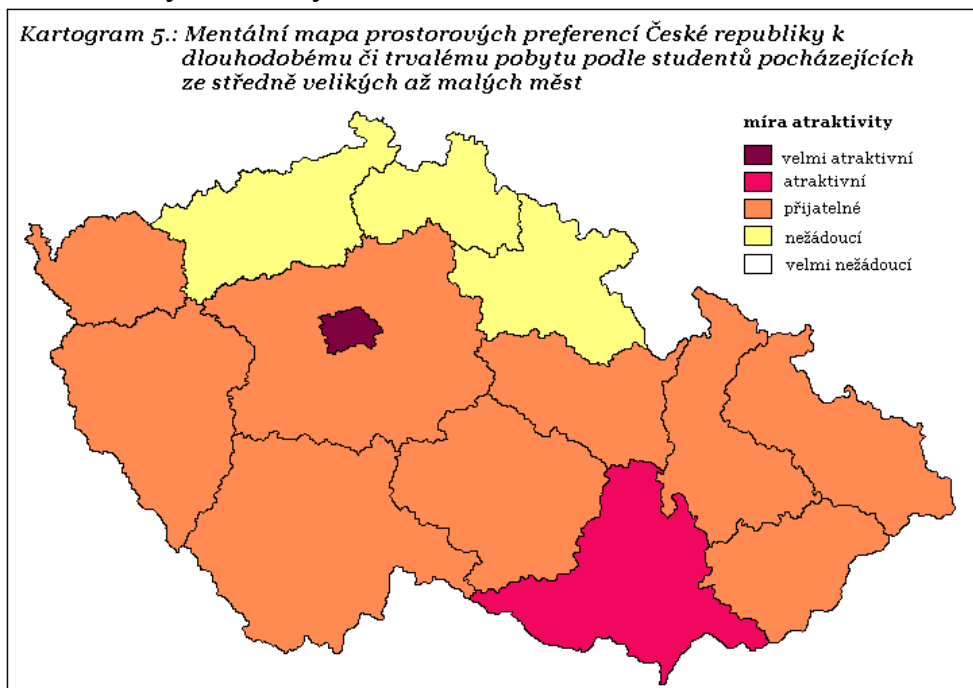 Kartogram 5.: Mentální mapa prostorových preferencí České republiky k
dlouhodobému či trvalému pobytu podle studentů pocházejících
ze středně velikých až malých měst
míra atraktivity
velmi atraktivní
atraktivní
přijatelné
nežádoucí
velmi nežádoucí